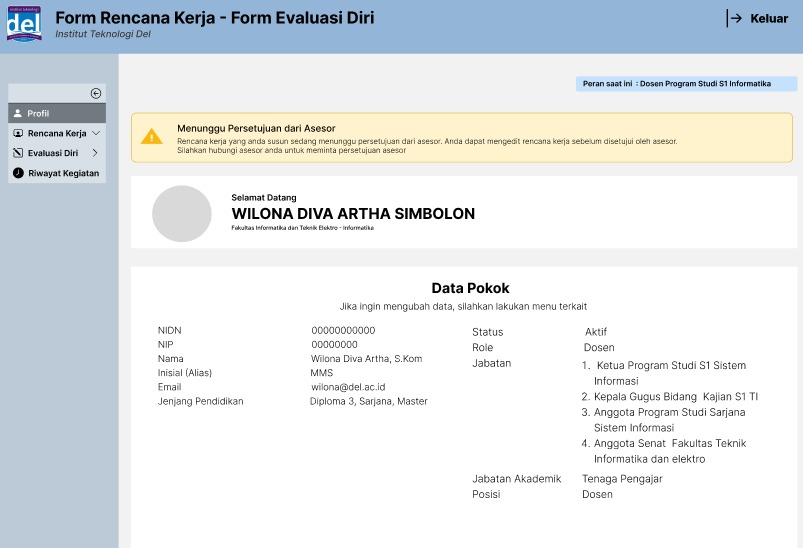 institut teknologi
del
Form Rencana Kerja - Form Evaluasi Diri
Institut Teknologi Del
Keluar
Peran saat ini : Dosen Program Studi S1 Informatika
Profil
Rencana Kerja
Evaluasi Diri
Riwayat Kegiatan
Menunggu Persetujuan dari Asesor
Rencana kerja yang anda susun sedang menunggu persetujuan dari asesor. Anda dapat mengedit rencana kerja sebelum disetujui oleh asesor.
Silahkan hubungi asesor anda untuk meminta persetujuan asesor
Selamat Datang
WILONA DIVA ARTHA SIMBOLON
Fakultas Informatika dan Teknik Elektro - Informatika
Data Pokok
Jika ingin mengubah data, silahkan lakukan menu terkait
NIDN 00000000000
NIP 00000000
Nama Wilona Diva Artha, S.Kom
Inisial (Alias) MMS
Email wilona@del.ac.id
Jenjang Pendidikan Diploma 3, Sarjana, Master
Status Aktif
Role Dosen
Jabatan 1. Ketua Program Studi S1 Sistem
Informasi
2. Kepala Gugus Bidang Kajian S1 TI
3. Anggota Program Studi Sarjana
Sistem Informasi
4. Anggota Senat Fakultas Teknik
Informatika dan elektro
Jabatan Akademik Tenaga Pengajar
Posisi Dosen